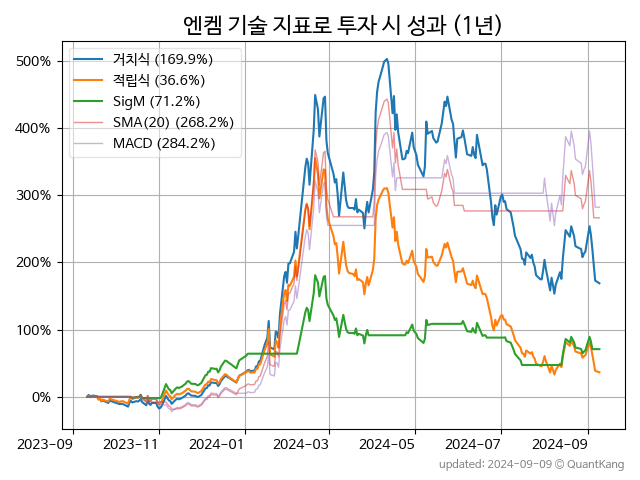 엔켐 기술 지표로 투자 시 성과 (1년)
거치식 (169.9%)
적립식 (36.6%)
SigM (71.2%)
SMA(20) (268.2%)
MACD (284.2%)
500%
400%
300%
200%
100%
0%
2023-09 2023-11 2024-01 2024-03 2024-05 2024-07 2024-09
updated: 2024-09-09 © QuantKang